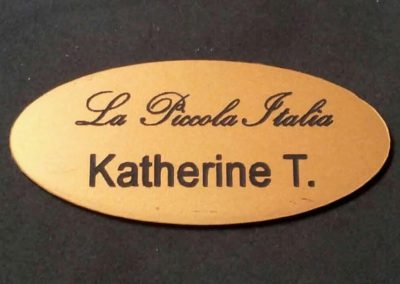 La Piccola Italia
Katherine T.